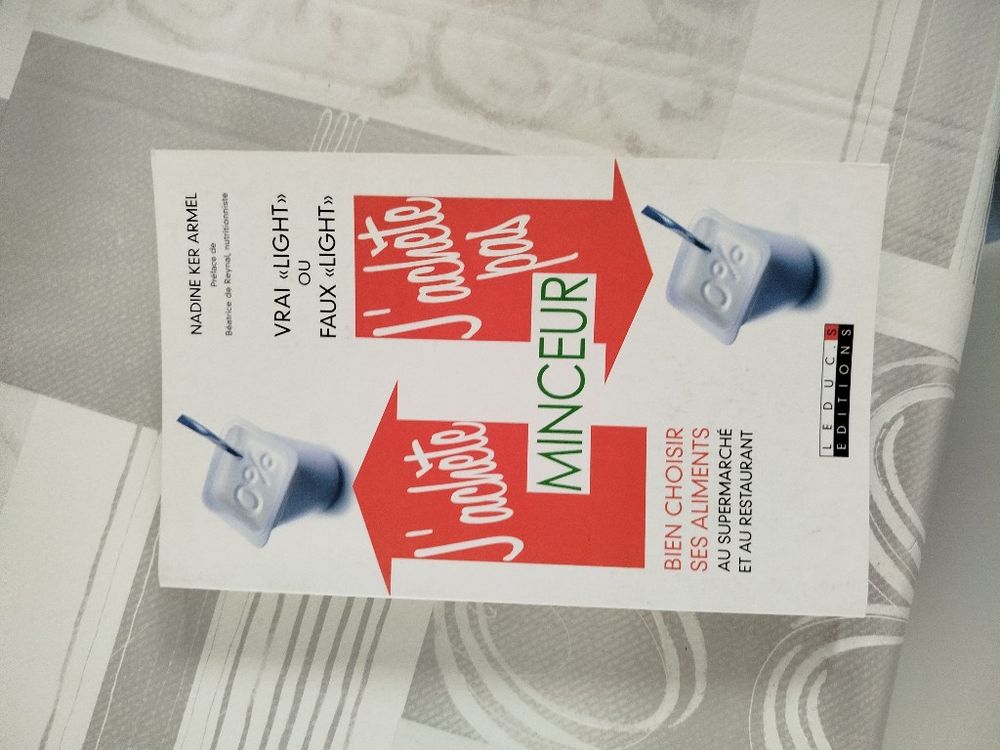 NADINE KER ARMEL
Préface de
Béatrice de Reynal, nutritionniste
0%
VRAI «LIGHT»
OU
FAUX «LIGHT»
J'achète
J'achète
pas
MINCEUR
BIEN CHOISIR
SES ALIMENTS
AU SUPERMARCHÉ
ET AU RESTAURANT
0%
LEDUC.S
EDITIONS